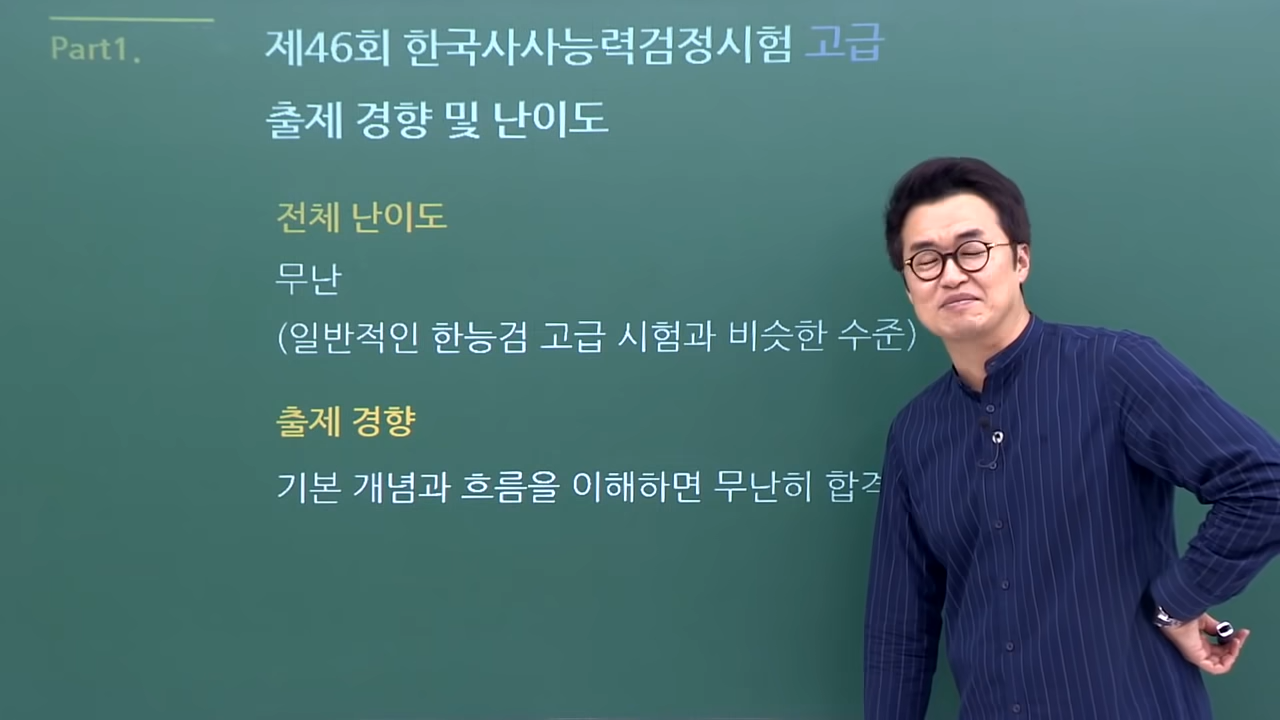 Part1.
제46회 한국사사능력검정시험 고급
출제 경향 및 난이도
전체 난이도
무난
(일반적인 한능검 고급 시험과 비슷한 수준)
출제 경향
기본 개념과 흐름을 이해하면 무난히